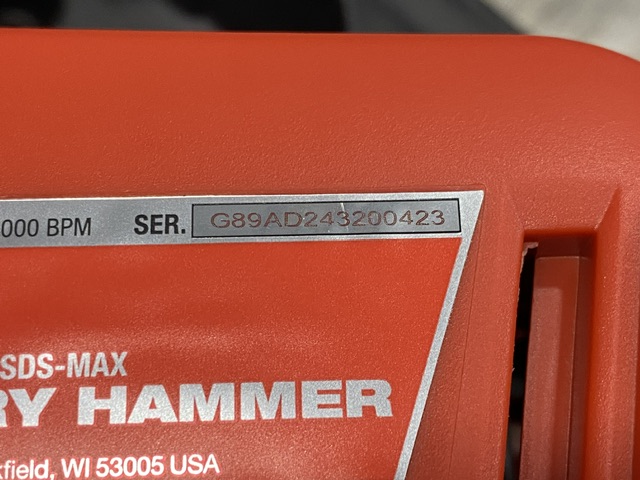 000 BPM SER. G89AD243200423
SDS-MAX
RY HAMMER
kfield, WI 53005 USA